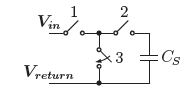 V_in 1 2
3 C_S
V_return